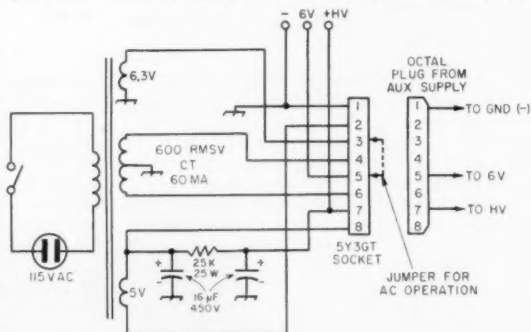 - 6V +HV
6.3V
600 RMSV
CT
60 MA
115 VAC
5V
25K
25W
+ +
- -
16 µF
450V
1
2
3
4
5
6
7
8
5Y3GT
SOCKET
OCTAL
PLUG FROM
AUX SUPPLY
1
2
3
4
5
6
7
8
TO GND (-)
TO 6V
TO HV
JUMPER FOR
AC OPERATION